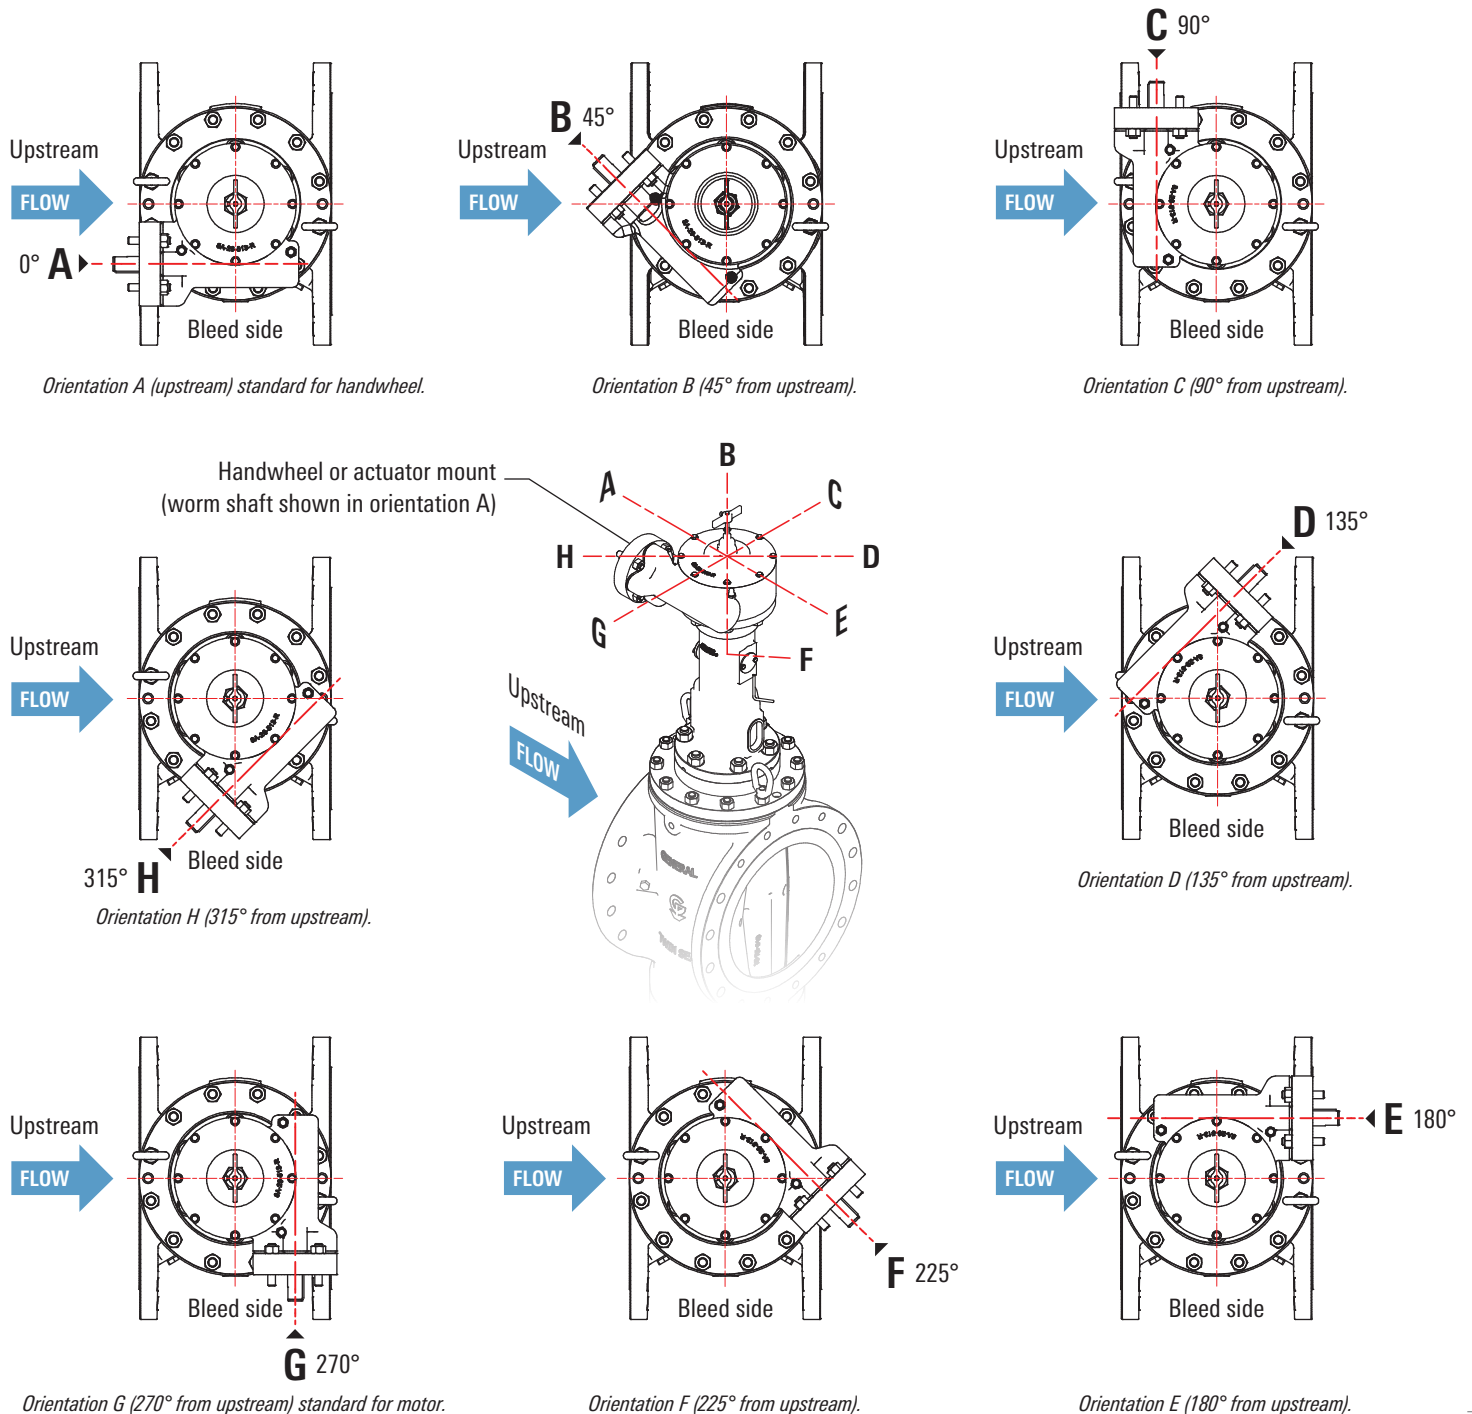 C 90°
B 45°
Upstream
FLOW
0° A
Bleed side
Upstream
FLOW
Bleed side
Upstream
FLOW
Bleed side
Orientation A (upstream) standard for handwheel.
Orientation B (45° from upstream).
Orientation C (90° from upstream).
Handwheel or actuator mount
(worm shaft shown in orientation A)
A
B
C
H
D
G
E
F
Upstream
FLOW
GENERAL
D 135°
Upstream
FLOW
Bleed side
315° H
Orientation H (315° from upstream).
Upstream
FLOW
Bleed side
Orientation D (135° from upstream).
Upstream
FLOW
Bleed side
G 270°
Upstream
FLOW
Bleed side
F 225°
Upstream
FLOW
Bleed side
E 180°
Orientation G (270° from upstream) standard for motor.
Orientation F (225° from upstream).
Orientation E (180° from upstream).